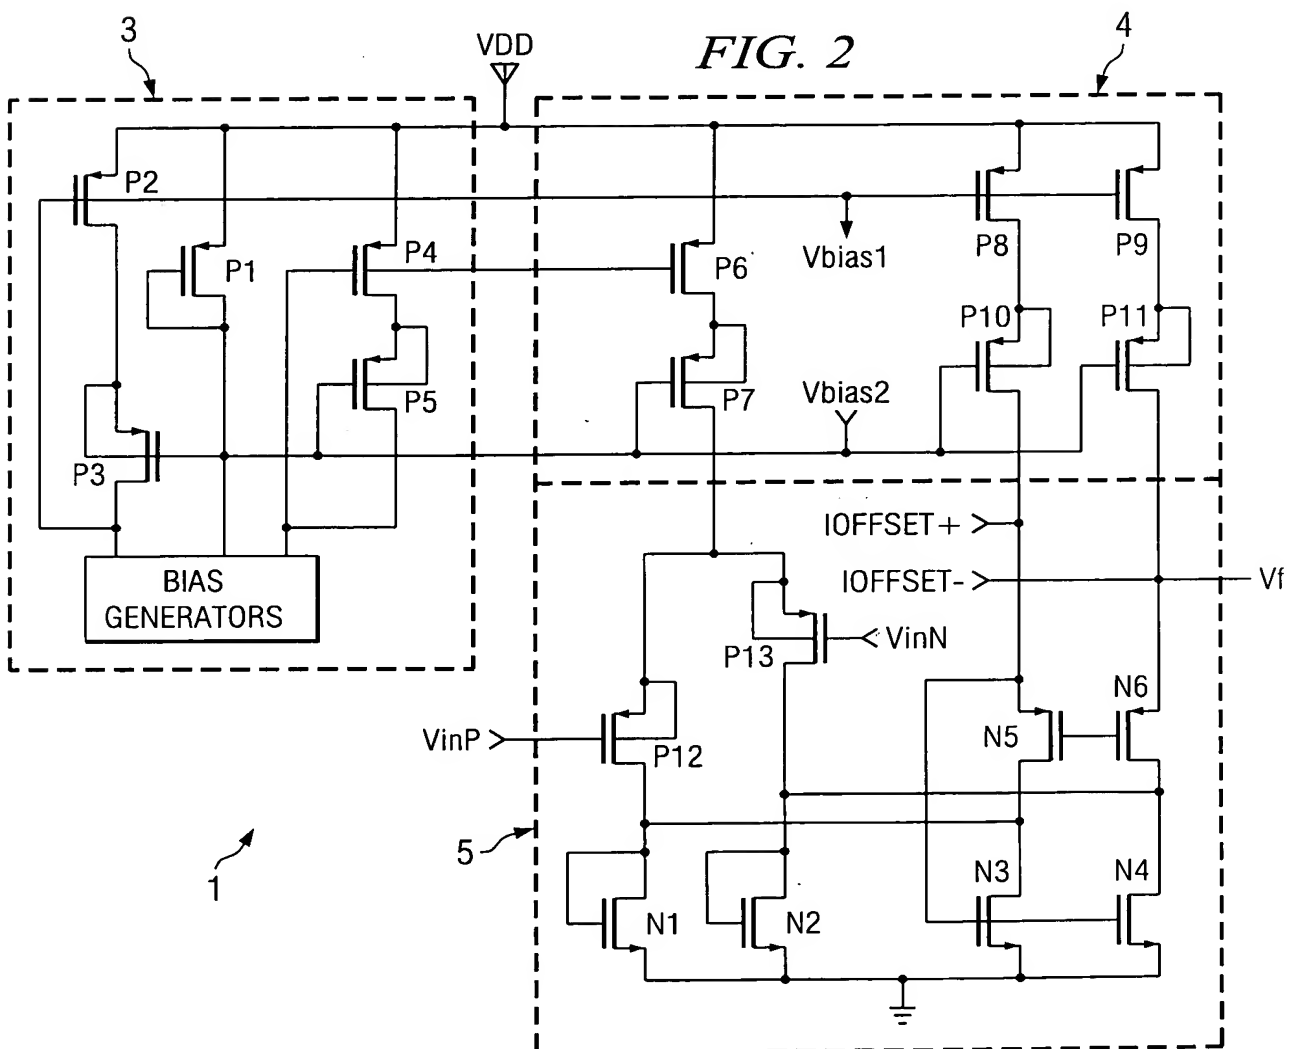 3
VDD
FIG. 2
4
P2
P1
P4
P6
Vbias1
P8
P9
P10
P11
P5
P7
Vbias2
P3
IOFFSET+
BIAS
GENERATORS
IOFFSET-
Vf
P13
VinN
VinP
P12
N5
N6
1
5
N1
N2
N3
N4